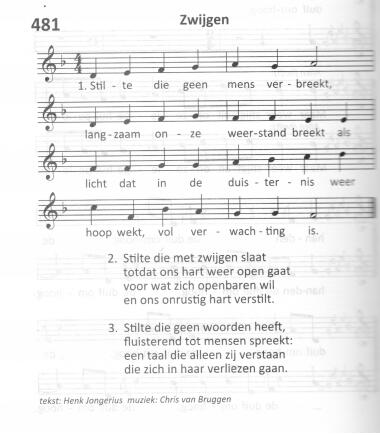 481
Zwijgen
1. Stil - te die geen mens ver - breekt,
lang - zaam on - ze weer-stand breekt als
licht dat in de duis - ter - nis weer
hoop wekt, vol ver - wach - ting is.
2. Stilte die met zwijgen slaat
totdat ons hart weer open gaat
voor wat zich openbaren wil
en ons onrustig hart verstilt.
3. Stilte die geen woorden heeft,
fluisterend tot mensen spreekt:
een taal die alleen zij verstaan
die zich in haar verliezen gaan.
tekst: Henk Jongerius muziek: Chris van Bruggen